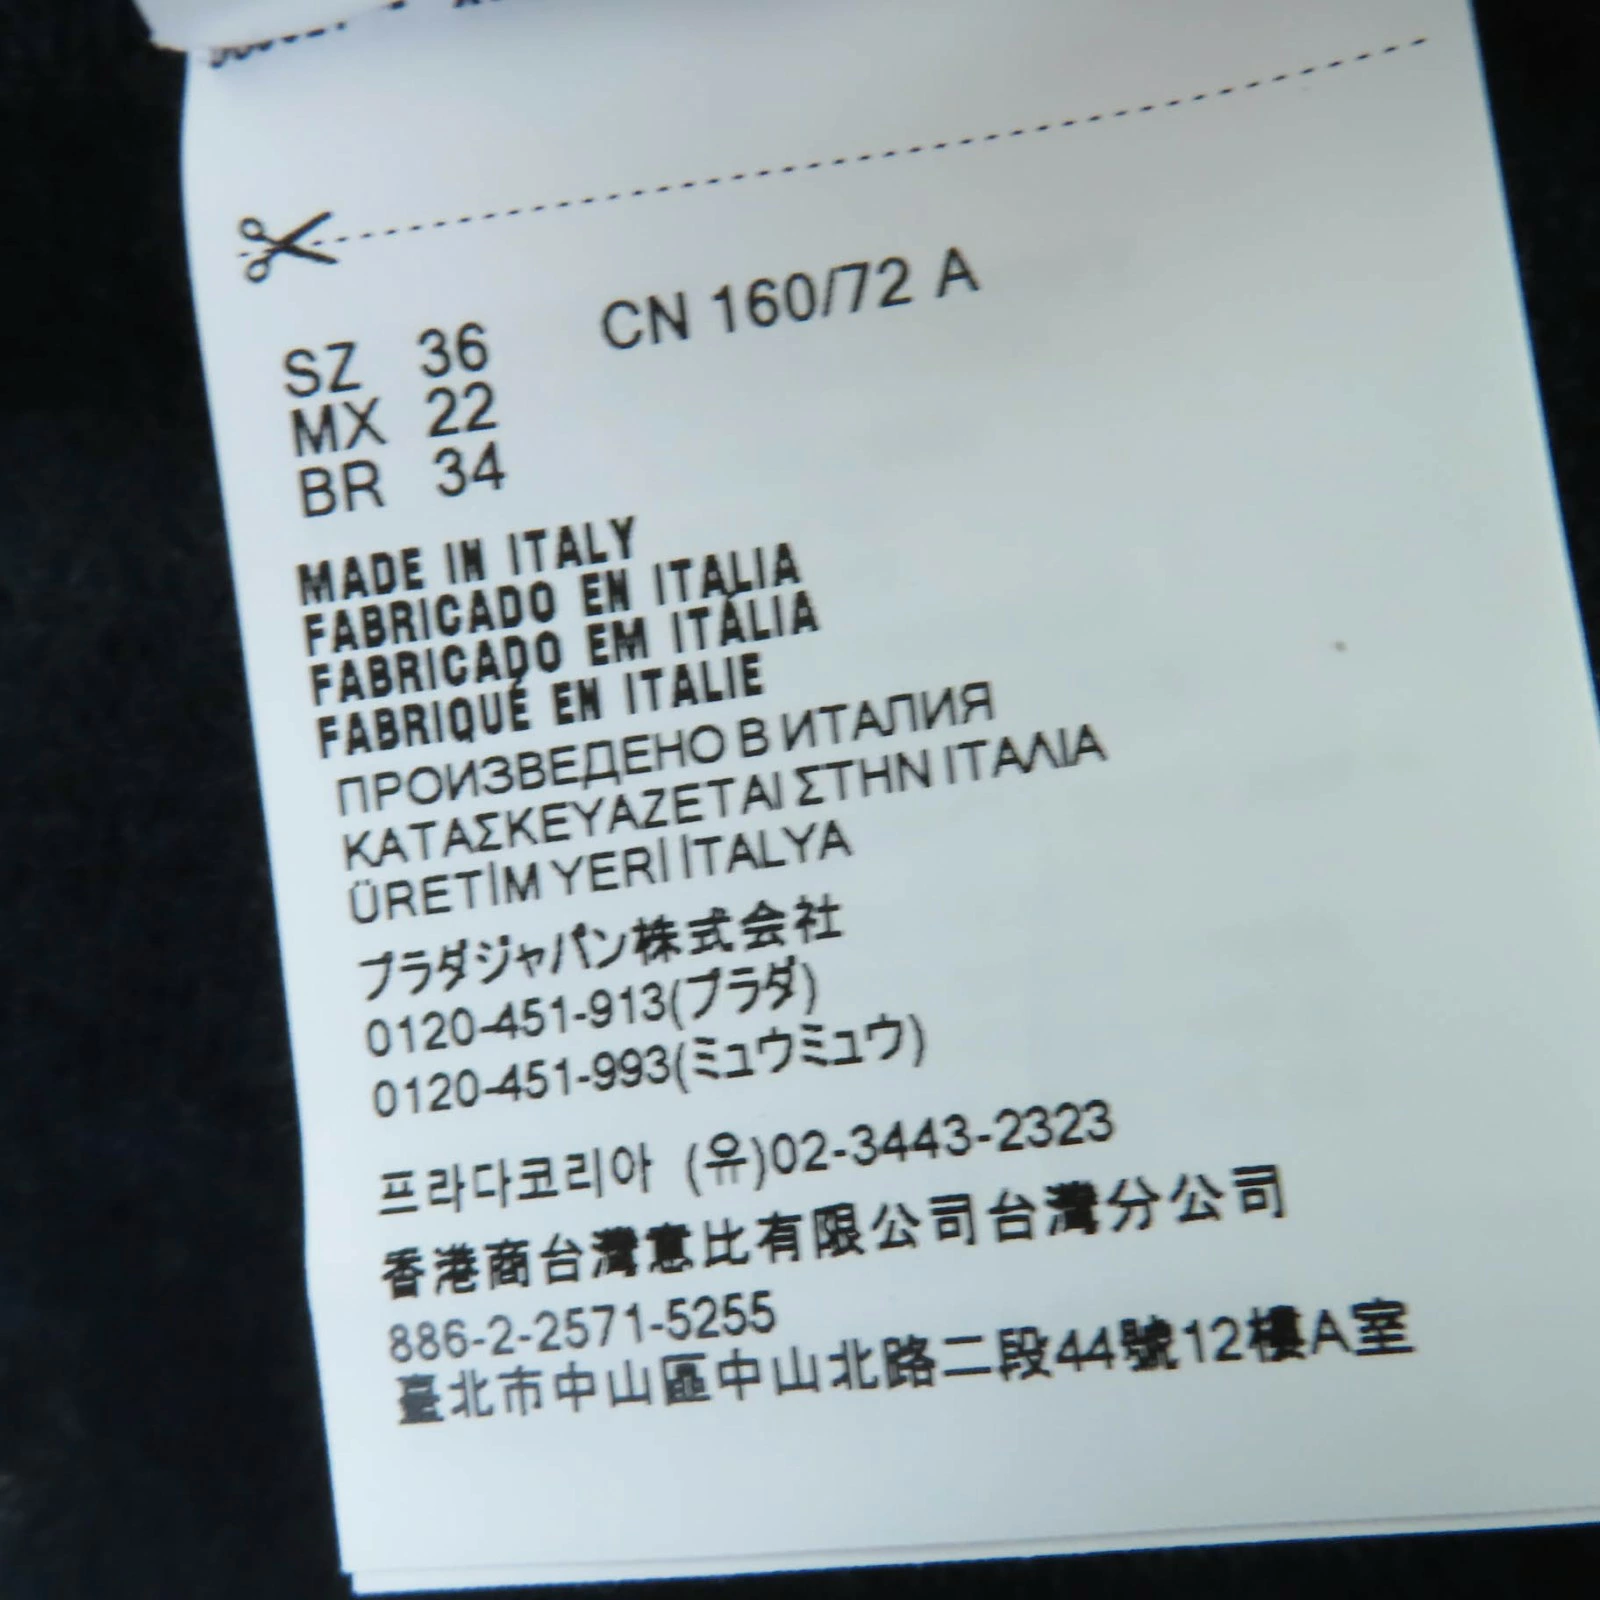 SZ 36 CN 160/72 A
MX 22
BR 34
MADE IN ITALY
FABRICADO EN ITALIA
FABRICADO EM ITÁLIA
FABRIQUÉ EN ITALIE
ПРОИЗВЕДЕНО В ИТАЛИЯ
ΚΑΤΑΣΚΕΥΑΖΕΤΑΙ ΣΤΗΝ ΙΤΑΛΙΑ
ÜRETİM YERİ İTALYA
プラダジャパン株式会社
0120-451-913(プラダ)
0120-451-993(ミュウミュウ)
프라다코리아 (유)02-3443-2323
香港商台灣意比有限公司台灣分公司
886-2-2571-5255
臺北市中山區中山北路二段44號12樓A室